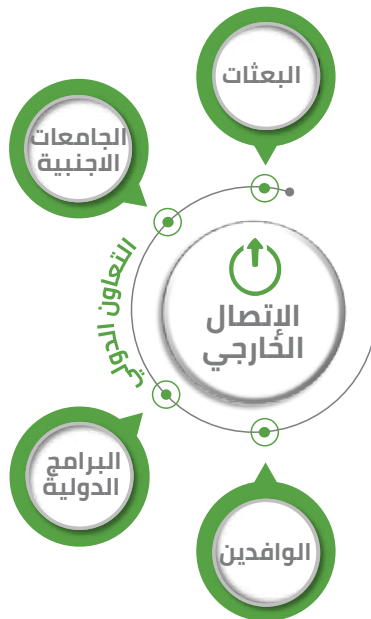 البعثات
الجامعات
الاجنبية
التعاون الدولي
الإتصال
الخارجي
البرامج
الدولية
الوافدين